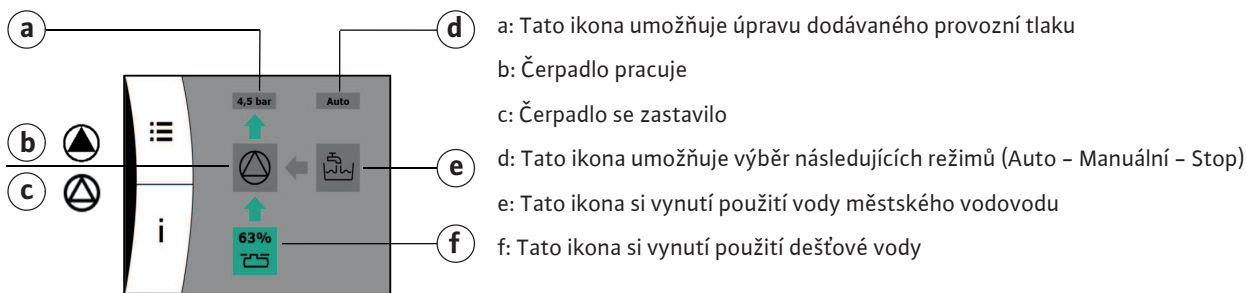 a
d
a: Tato ikona umožňuje úpravu dodávaného provozní tlaku
b: Čerpadlo pracuje
4,5 bar
Auto
b
c: Čerpadlo se zastavilo
d: Tato ikona umožňuje výběr následujících režimů (Auto – Manuální – Stop)
e
c
e: Tato ikona si vynutí použití vody městského vodovodu
i
63%
f
f: Tato ikona si vynutí použití dešťové vody